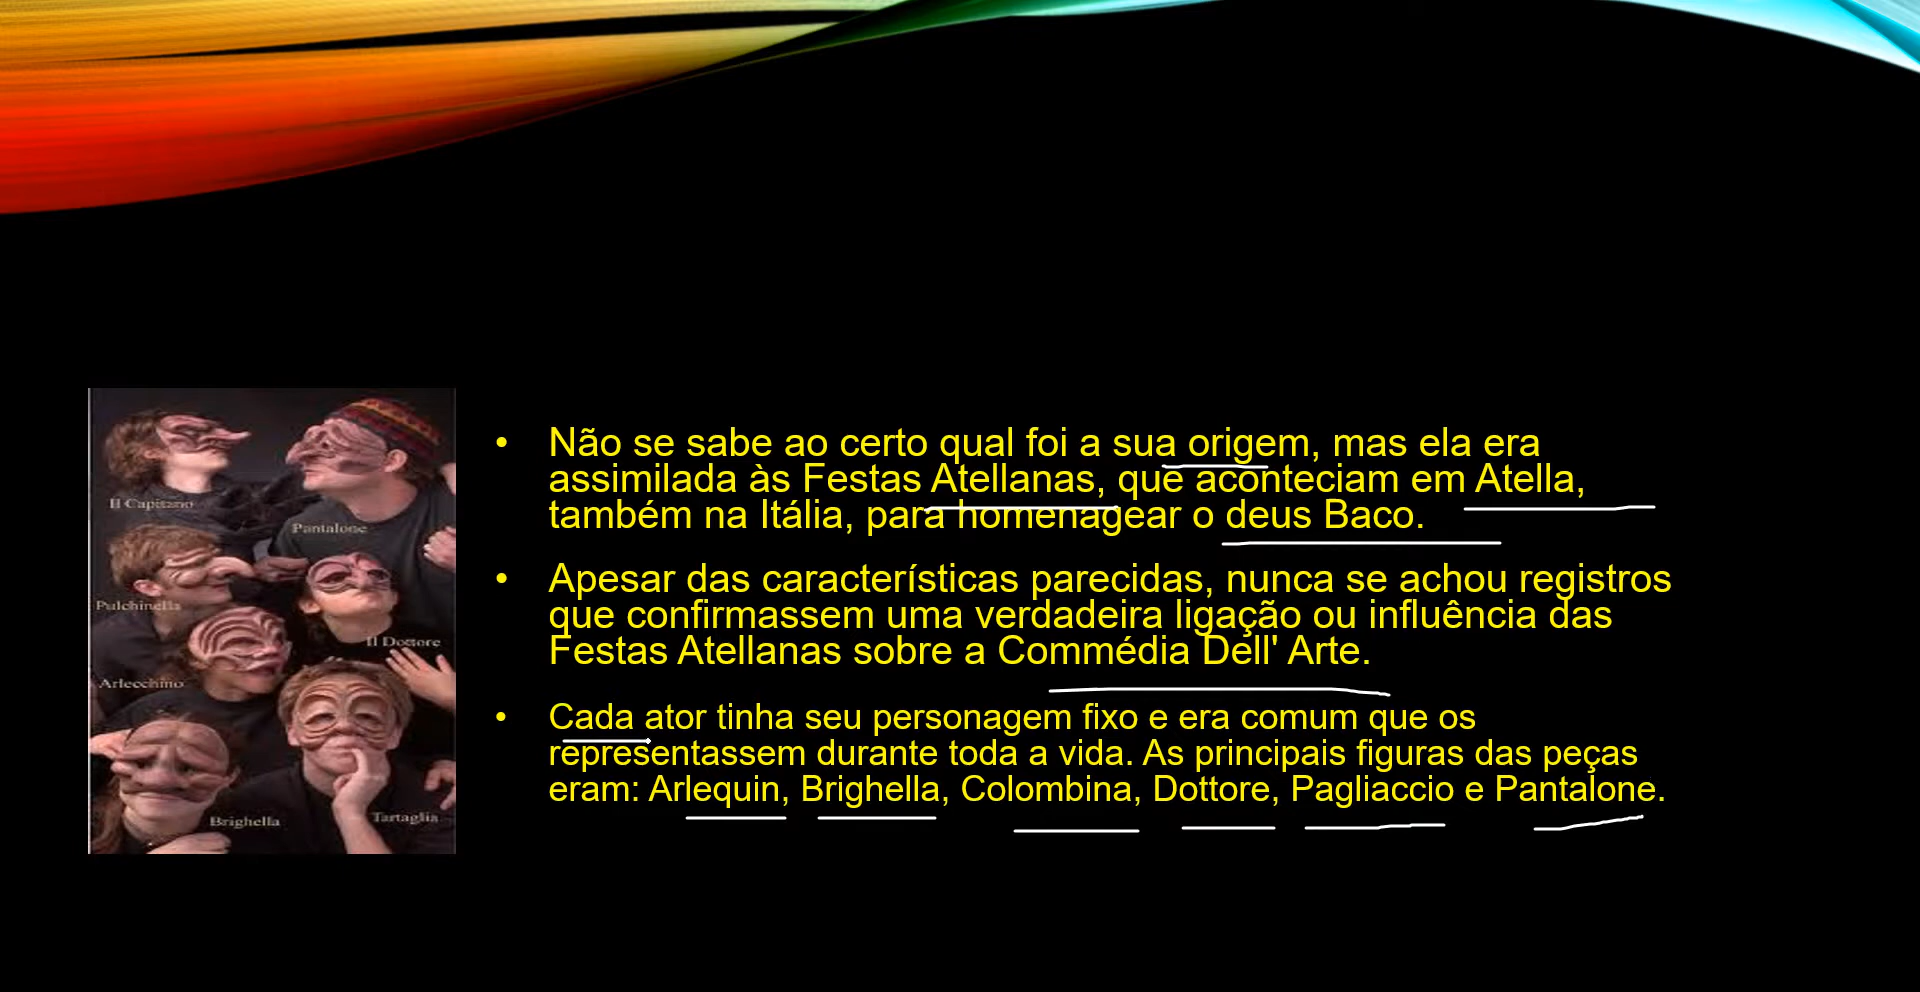 Il Capitano
Pantalone
Pulchinella
Il Dottore
Arlecchino
Brighella
Tartaglia
• Não se sabe ao certo qual foi a sua origem, mas ela era
assimilada às Festas Atellanas, que aconteciam em Atella,
também na Itália, para homenagear o deus Baco.
• Apesar das características parecidas, nunca se achou registros
que confirmassem uma verdadeira ligação ou influência das
Festas Atellanas sobre a Commédia Dell' Arte.
• Cada ator tinha seu personagem fixo e era comum que os
representassem durante toda a vida. As principais figuras das peças
eram: Arlequin, Brighella, Colombina, Dottore, Pagliaccio e Pantalone.